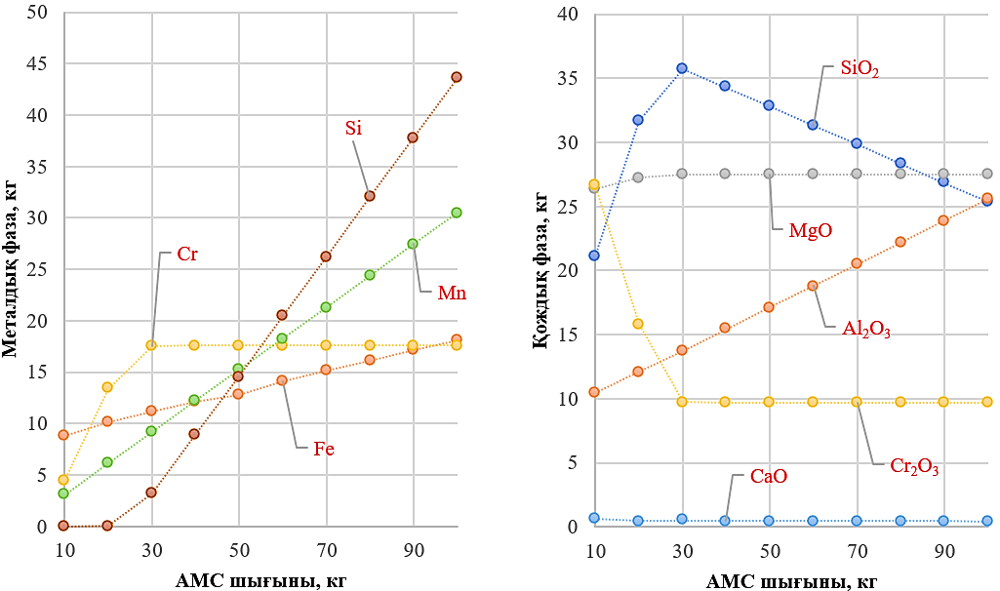 Металдық фаза, кг
50
45
40
35
30
25
20
15
10
5
0
Si
Cr
Mn
Fe
10 30 50 70 90
АМС шығыны, кг
Қождық фаза, кг
40
35
30
25
20
15
10
5
0
SiO₂
MgO
Al₂O₃
Cr₂O₃
CaO
10 30 50 70 90
АМС шығыны, кг